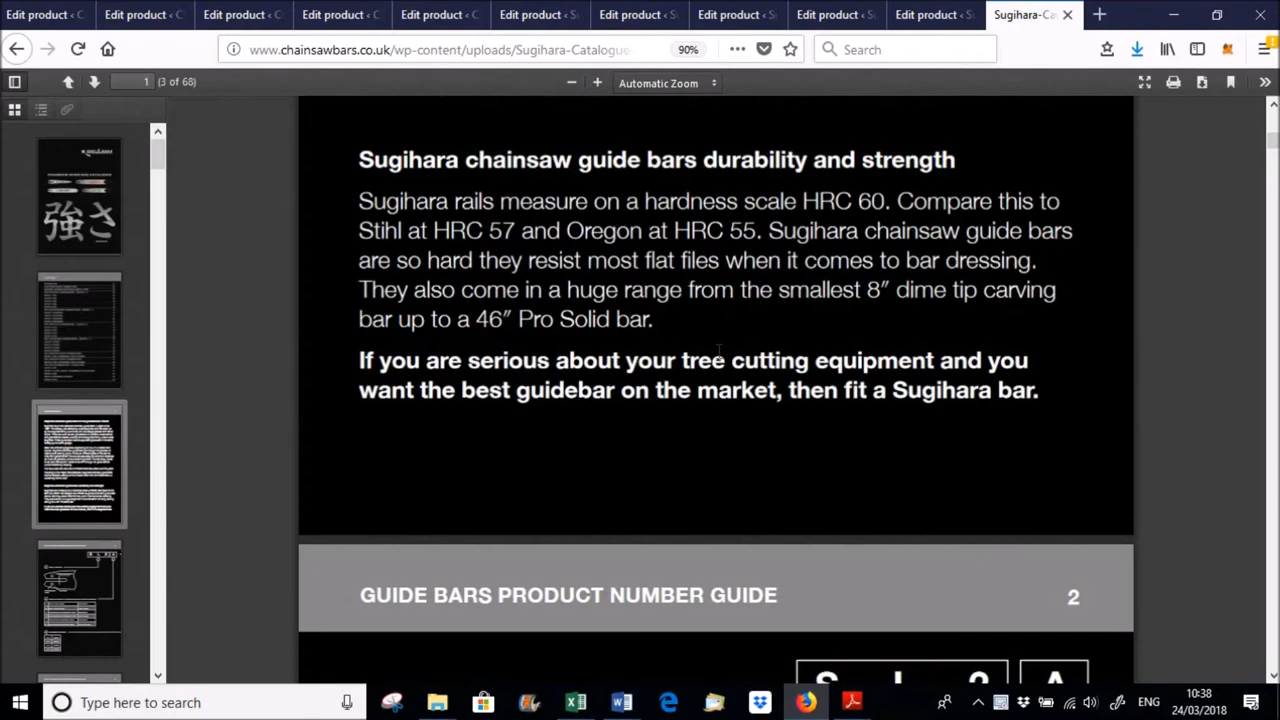 Edit product ‹ C
Edit product ‹ C
Edit product ‹ C
Edit product ‹ C
Edit product ‹ C
Edit product ‹ S
Edit product ‹ S
Edit product ‹ S
Edit product ‹ S
Edit product ‹ S
Sugihara-Ca
www.chainsawbars.co.uk/wp-content/uploads/Sugihara-Catalogue-
90%
Search
1 (3 of 68)
Automatic Zoom
強さ
Sugihara chainsaw guide bars durability and strength
Sugihara rails measure on a hardness scale HRC 60. Compare this to
Stihl at HRC 57 and Oregon at HRC 55. Sugihara chainsaw guide bars
are so hard they resist most flat files when it comes to bar dressing.
They also come in a huge range from the smallest 8″ dime tip carving
bar up to a 46″ Pro Solid bar.
If you are serious about your tree cutting equipment and you
want the best guidebar on the market, then fit a Sugihara bar.
GUIDE BARS PRODUCT NUMBER GUIDE 2
Type here to search
ENG
10:38
24/03/2018